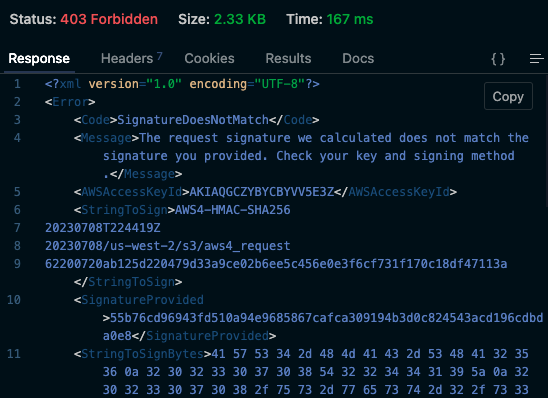 Status: 403 Forbidden Size: 2.33 KB Time: 167 ms
Response Headers 7 Cookies Results Docs { }
1 <?xml version="1.0" encoding="UTF-8"?>
2 <Error>
Copy
3 <Code>SignatureDoesNotMatch</Code>
4 <Message>The request signature we calculated does not match the
signature you provided. Check your key and signing method
.</Message>
5 <AWSAccessKeyId>AKIAQGCZYBYCBYVV5E3Z</AWSAccessKeyId>
6 <StringToSign>AWS4-HMAC-SHA256
7 20230708T224419Z
8 20230708/us-west-2/s3/aws4_request
9 62200720ab125d220479d33a9ce02b6ee5c456e0e3f6cf731f170c18df47113a
</StringToSign>
10 <SignatureProvided
>55b76cd96943fd510a94e9685867cafca309194b3d0c824543acd196cdbd
a0e8</SignatureProvided>
11 <StringToSignBytes>41 57 53 34 2d 48 4d 41 43 2d 53 48 41 32 35
36 0a 32 30 32 33 30 37 30 38 54 32 32 34 34 31 39 5a 0a 32
30 32 33 30 37 30 38 2f 75 73 2d 77 65 73 74 2d 32 2f 73 33